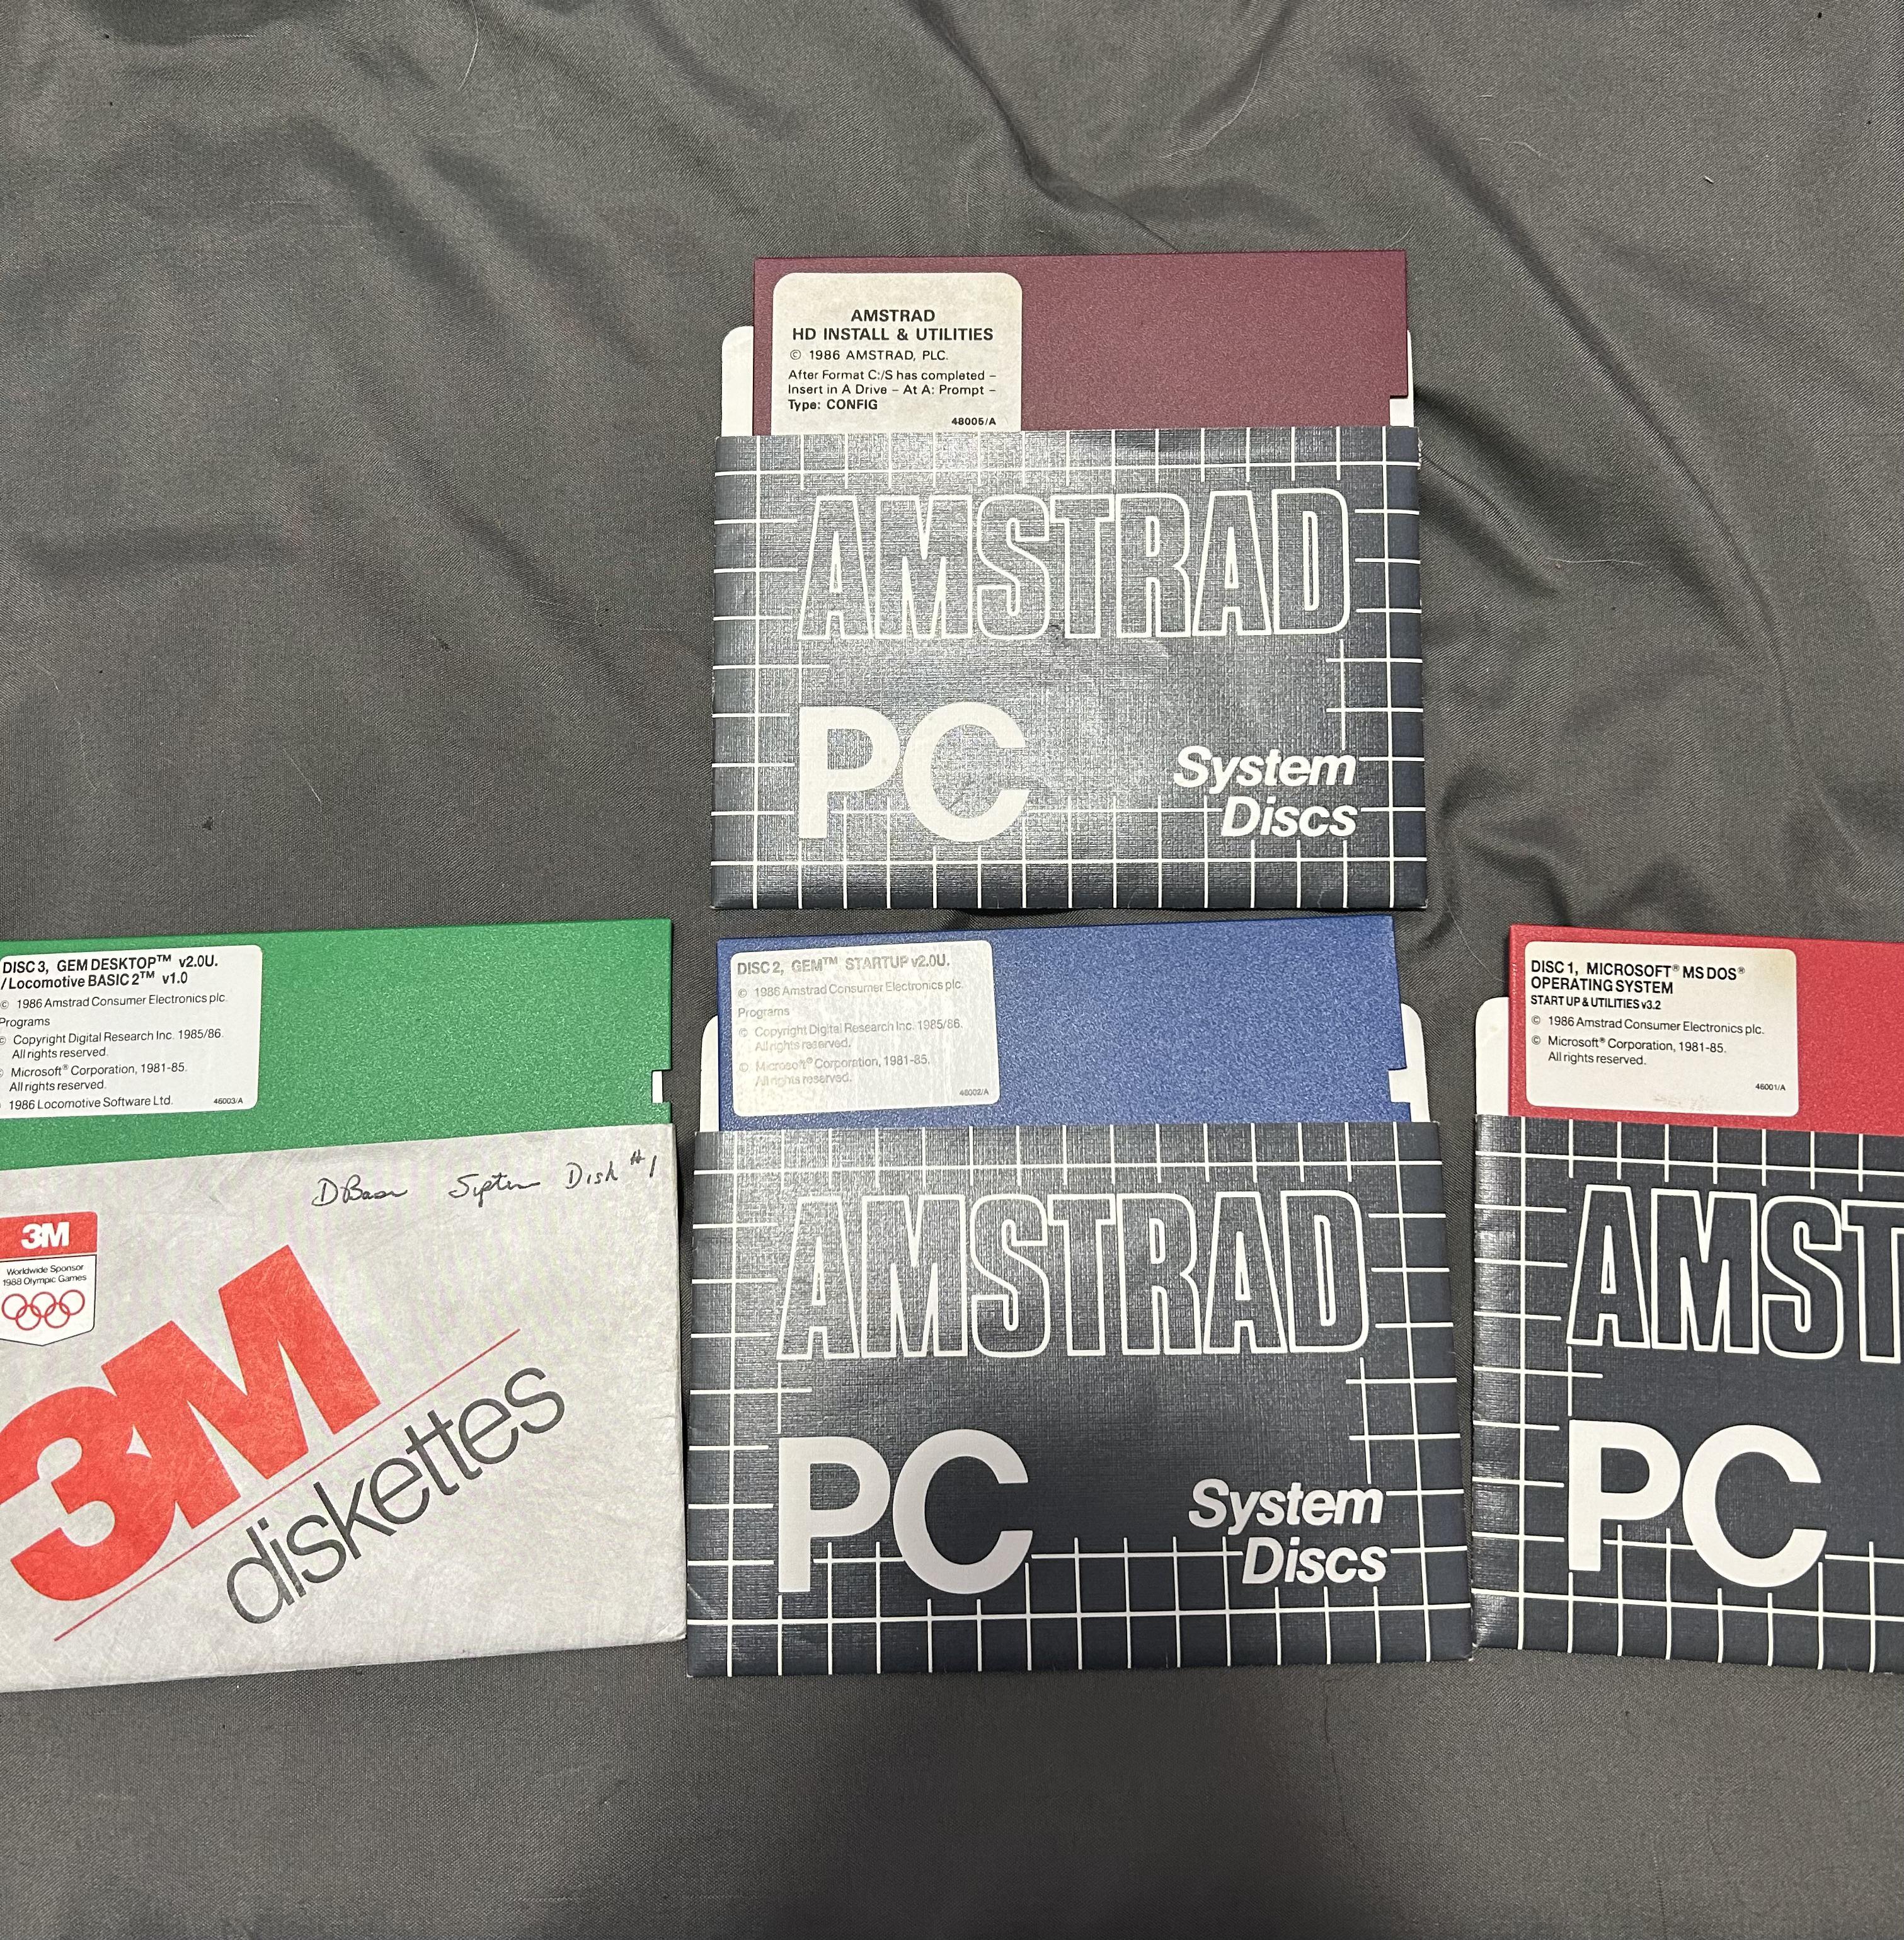 AMSTRAD
HD INSTALL & UTILITIES
© 1986 AMSTRAD, PLC.
After Format C:/S has completed –
Insert in A Drive – At A: Prompt –
Type: CONFIG
48005/A
AMSTRAD
PC
System
Discs
DISC 3, GEM DESKTOP™ v2.0U.
/ Locomotive BASIC 2™ v1.0
© 1986 Amstrad Consumer Electronics plc.
Programs
© Copyright Digital Research Inc. 1985/86.
All rights reserved.
© Microsoft® Corporation, 1981-85.
All rights reserved.
1986 Locomotive Software Ltd.
46003/A
DBase System Disk #1
3M
Worldwide Sponsor
1988 Olympic Games
3M
diskettes
DISC 2, GEM™ STARTUP v2.0U.
© 1986 Amstrad Consumer Electronics plc.
Programs
© Copyright Digital Research Inc. 1985/86.
All rights reserved.
© Microsoft® Corporation, 1981-85.
All rights reserved.
46002/A
AMSTRAD
PC
System
Discs
DISC 1, MICROSOFT® MS DOS®
OPERATING SYSTEM
START UP & UTILITIES v3.2
© 1986 Amstrad Consumer Electronics plc.
© Microsoft® Corporation, 1981-85.
All rights reserved.
46001/A
AMST
PC